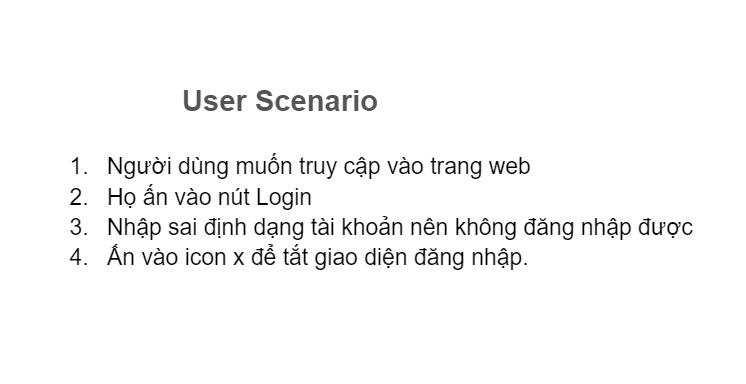 User Scenario
1. Người dùng muốn truy cập vào trang web
2. Họ ấn vào nút Login
3. Nhập sai định dạng tài khoản nên không đăng nhập được
4. Ấn vào icon x để tắt giao diện đăng nhập.